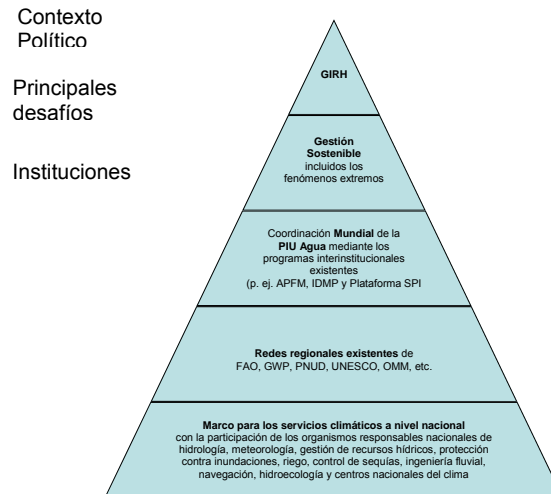 Contexto
Político
Principales
desafíos
Instituciones
GIRH
Gestión
Sostenible
incluidos los
fenómenos extremos
Coordinación Mundial de la
PIU Agua mediante los
programas interinstitucionales
existentes
(p. ej. APFM, IDMP y Plataforma SPI
Redes regionales existentes de
FAO, GWP, PNUD, UNESCO, OMM, etc.
Marco para los servicios climáticos a nivel nacional
con la participación de los organismos responsables nacionales de
hidrología, meteorología, gestión de recursos hídricos, protección
contra inundaciones, riego, control de sequías, ingeniería fluvial,
navegación, hidroecología y centros nacionales del clima